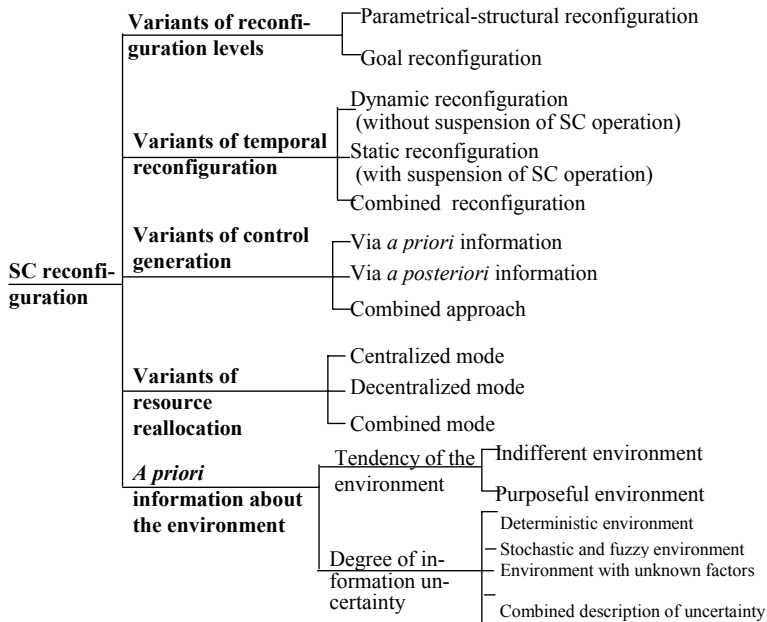 SC reconfi-
guration
Variants of reconfi-
guration levels
Parametrical-structural reconfiguration
Goal reconfiguration
Variants of temporal
reconfiguration
Dynamic reconfiguration
(without suspension of SC operation)
Static reconfiguration
(with suspension of SC operation)
Combined reconfiguration
Variants of control
generation
Via a priori information
Via a posteriori information
Combined approach
Variants of
resource
reallocation
Centralized mode
Decentralized mode
Combined mode
A priori
information about
the environment
Tendency of the
environment
Indifferent environment
Purposeful environment
Degree of in-
formation un-
certainty
Deterministic environment
Stochastic and fuzzy environment
Environment with unknown factors
Combined description of uncertainty